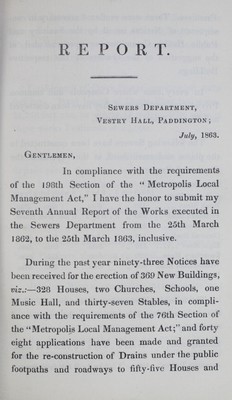 REPORT.
SEWERS DEPARTMENT,
VESTRY HALL, PADDINGTON;
July, 1863.
GENTLEMEN,
In compliance with the requirements
of the 198th Section of the "Metropolis Local
Management Act," I have the honor to submit my
Seventh Annual Report of the Works executed in
the Sewers Department from the 25th March
1862, to the 25th March 1863, inclusive.
During the past year ninety-three Notices have
been received for the erection of 369 New Buildings,
viz.:—328 Houses, two Churches, Schools, one
Music Hall, and thirty-seven Stables, in compli-
ance with the requirements of the 76th Section of
the "Metropolis Local Management Act;" and forty
eight applications have been made and granted
for the re-construction of Drains under the public
footpaths and roadways to fifty-five Houses and